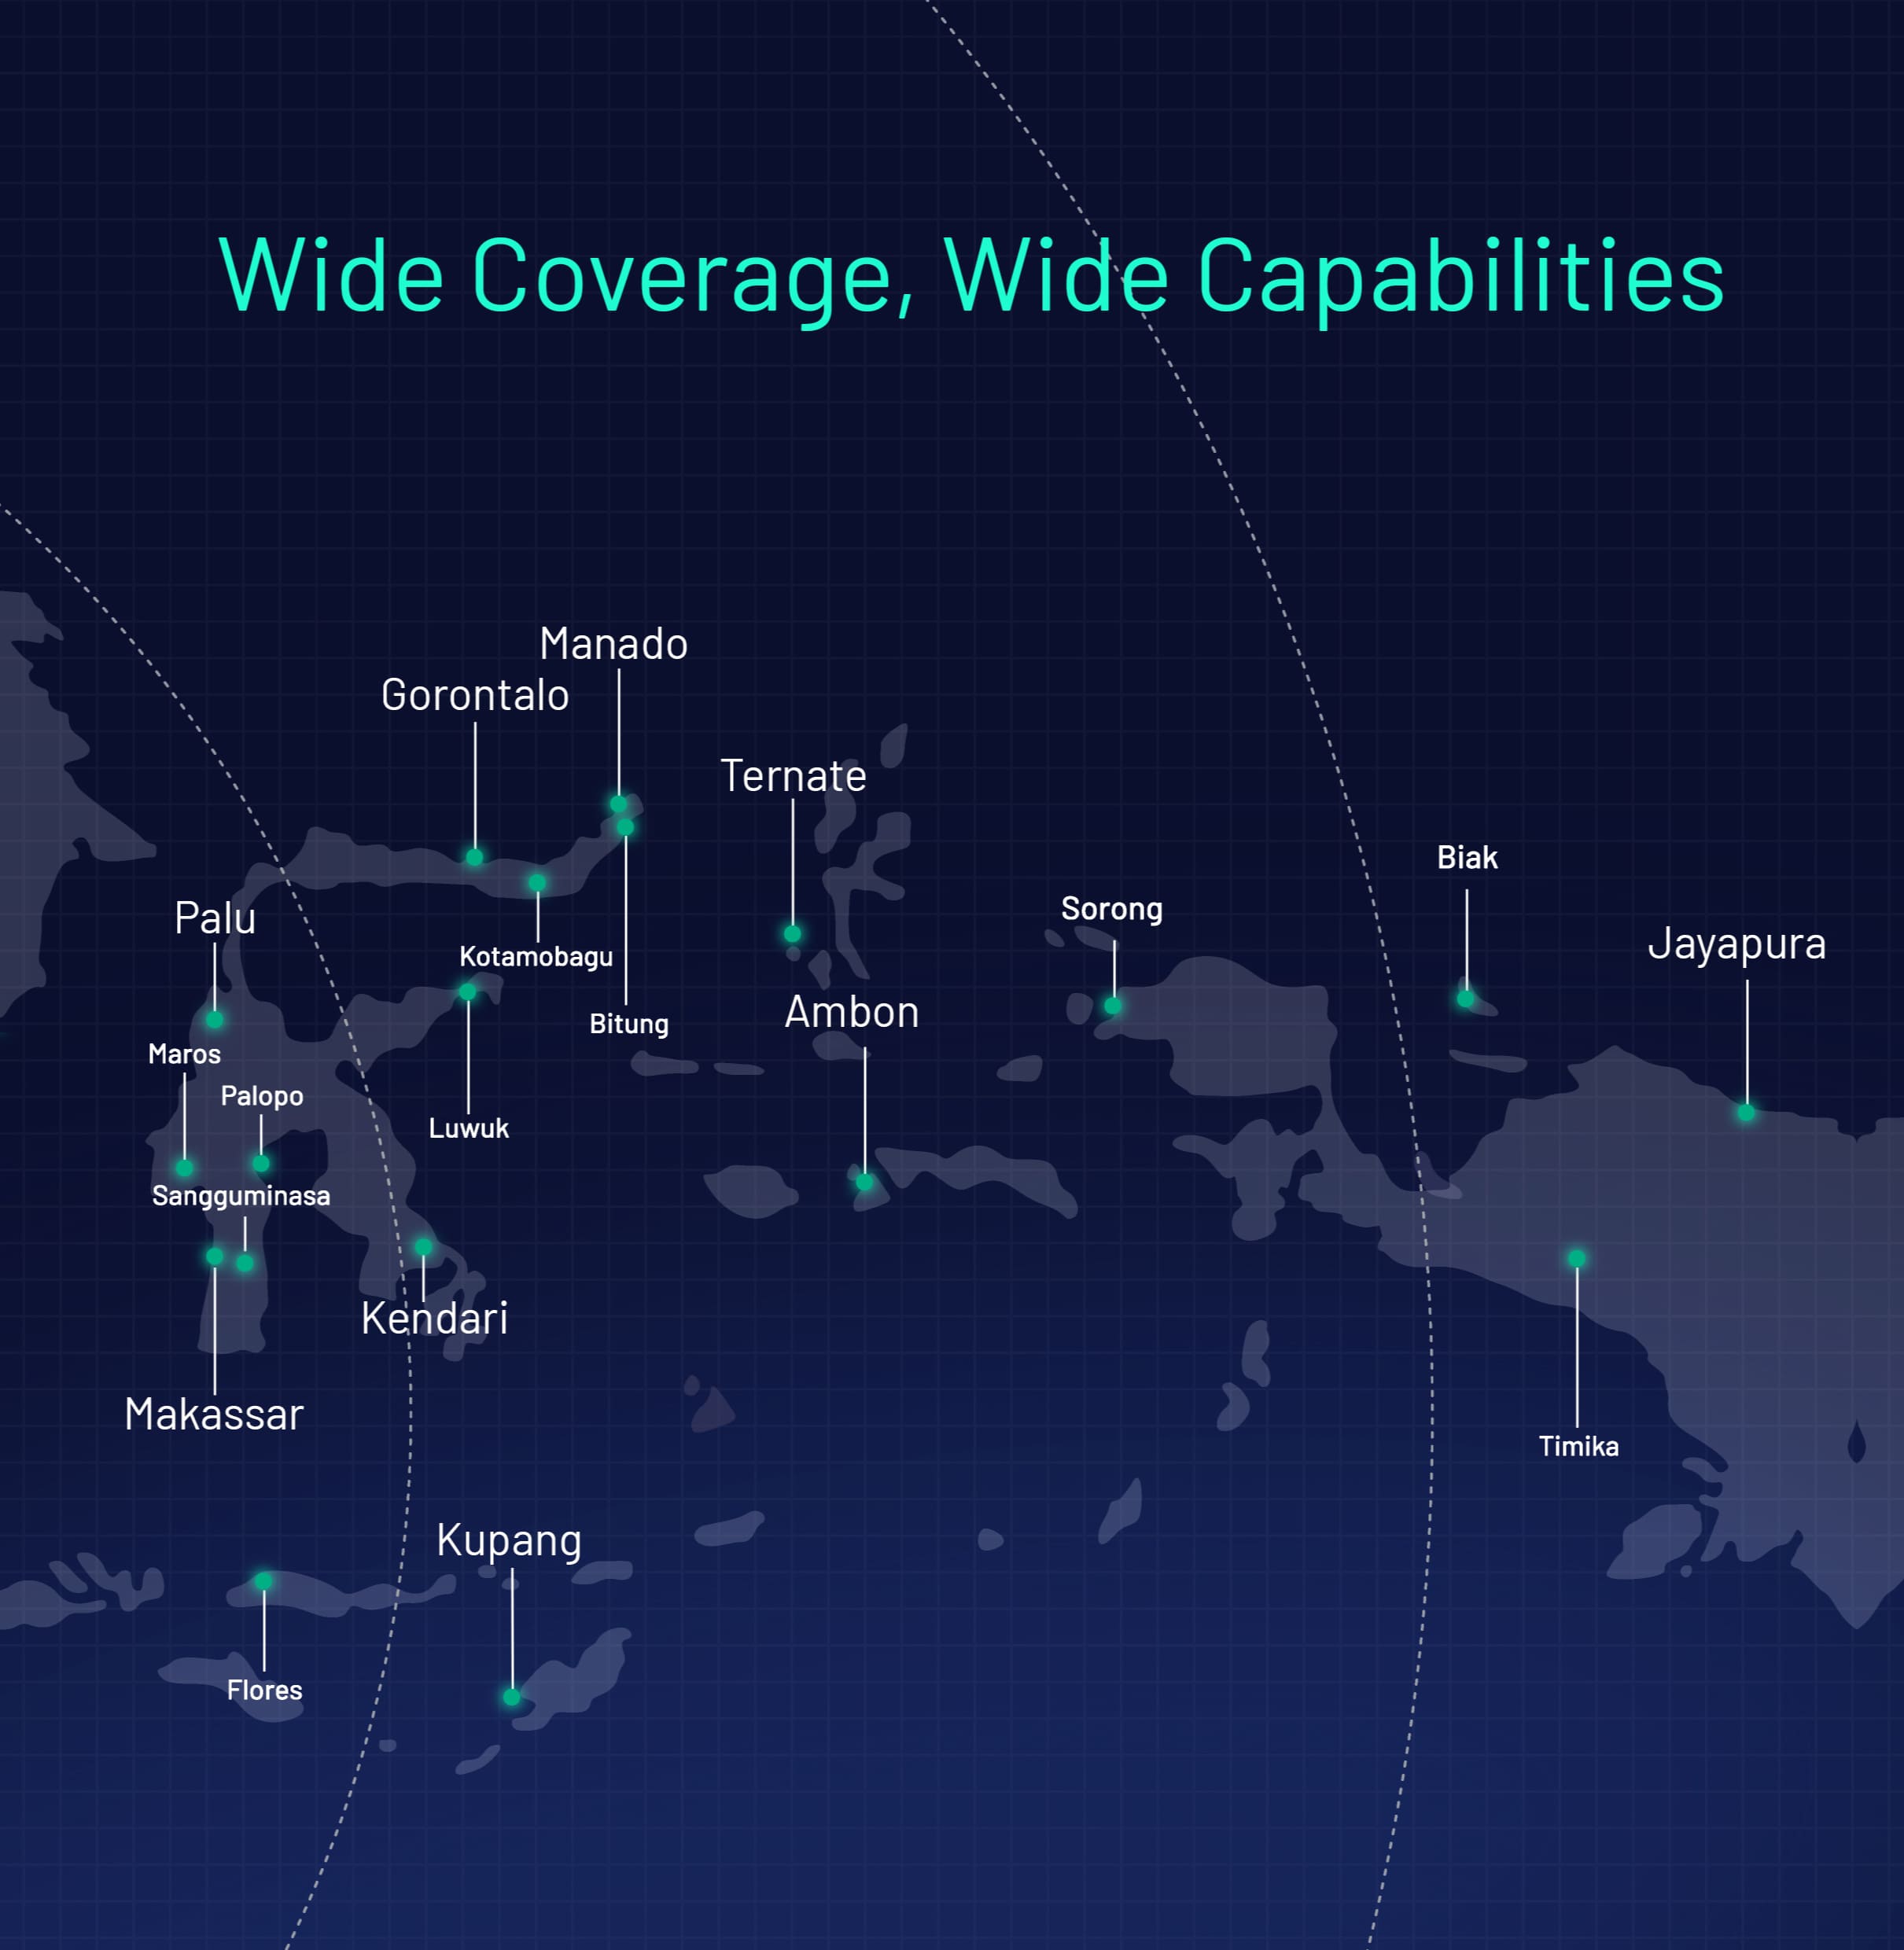 Wide Coverage, Wide Capabilities
Manado
Gorontalo
Ternate
Biak
Sorong
Palu
Jayapura
Kotamobagu
Ambon
Bitung
Maros
Palopo
Luwuk
Sangguminasa
Kendari
Makassar
Timika
Kupang
Flores